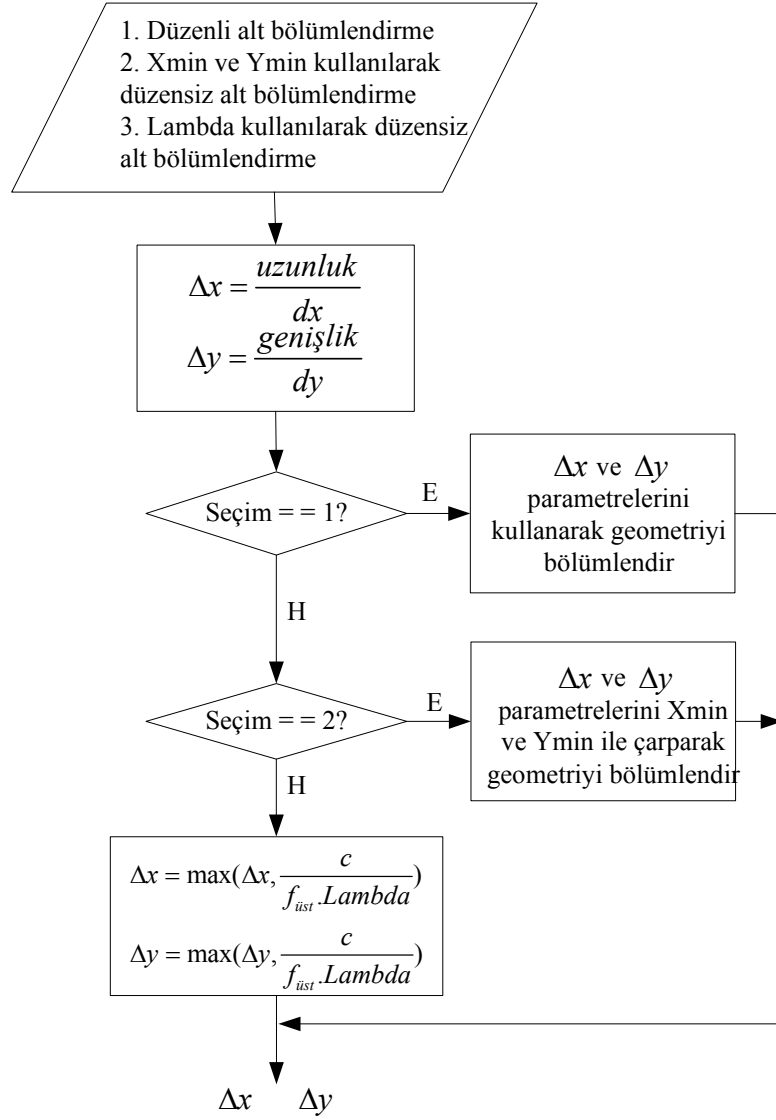 1. Düzenli alt bölümlendirme
2. Xmin ve Ymin kullanılarak
düzensiz alt bölümlendirme
3. Lambda kullanılarak düzensiz
alt bölümlendirme
Δx = uzunluk / dx
Δy = genişlik / dy
Seçim = = 1?
E
Δx ve Δy
parametrelerini
kullanarak geometriyi
bölümlendir
H
Seçim = = 2?
E
Δx ve Δy
parametrelerini Xmin
ve Ymin ile çarparak
geometriyi bölümlendir
H
Δx = max(Δx, c / f_üst.Lambda)
Δy = max(Δy, c / f_üst.Lambda)
Δx Δy